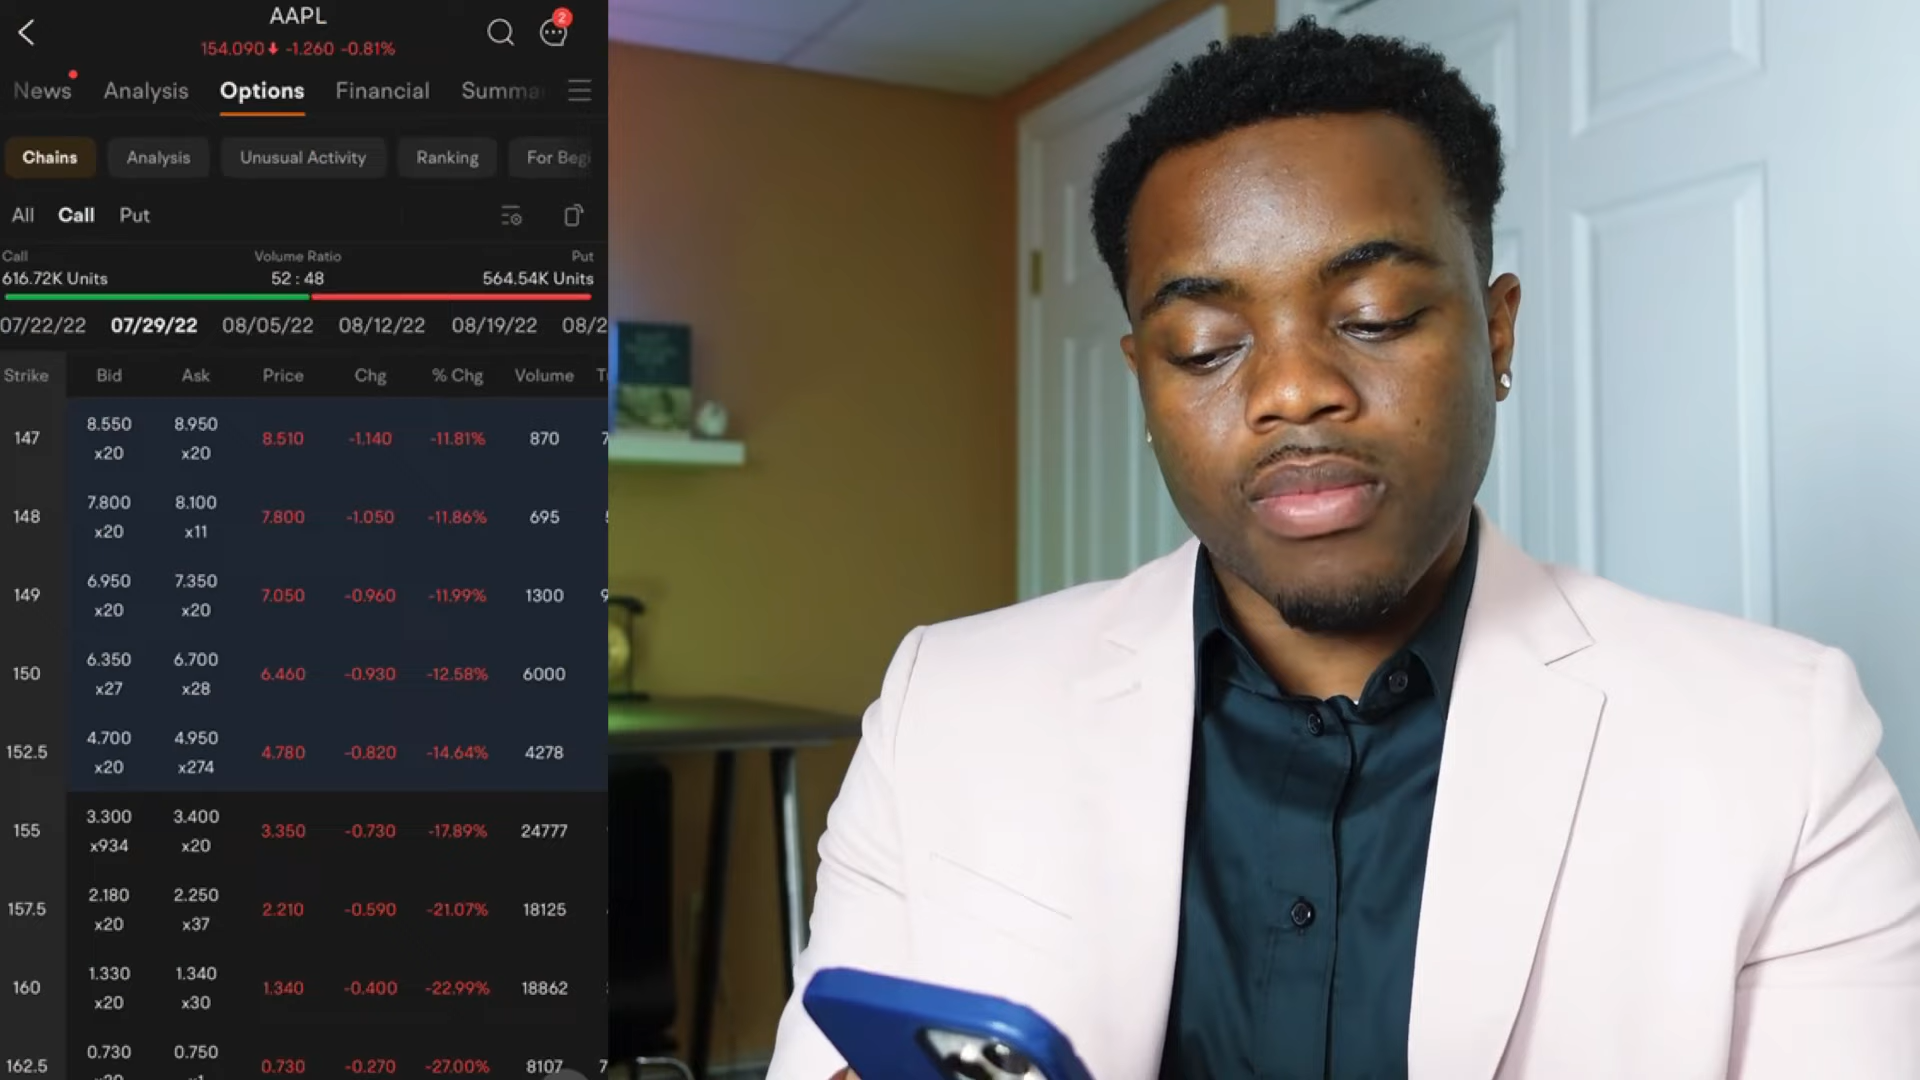 AAPL
154.090 -1.260 -0.81%
2
News Analysis Options Financial Summa
Chains Analysis Unusual Activity Ranking For Begi
All Call Put
Call Volume Ratio Put
616.72K Units 52 : 48 564.54K Units
07/22/22 07/29/22 08/05/22 08/12/22 08/19/22 08/2
Strike Bid Ask Price Chg % Chg Volume
147 8.550 x20 8.950 x20 8.510 -1.140 -11.81% 870
148 7.800 x20 8.100 x11 7.800 -1.050 -11.86% 695
149 6.950 x20 7.350 x20 7.050 -0.960 -11.99% 1300
150 6.350 x27 6.700 x28 6.460 -0.930 -12.58% 6000
152.5 4.700 x20 4.950 x274 4.780 -0.820 -14.64% 4278
155 3.300 x934 3.400 x20 3.350 -0.730 -17.89% 24777
157.5 2.180 x20 2.250 x37 2.210 -0.590 -21.07% 18125
160 1.330 x20 1.340 x30 1.340 -0.400 -22.99% 18862
162.5 0.730 0.750 0.730 -0.270 -27.00% 8107